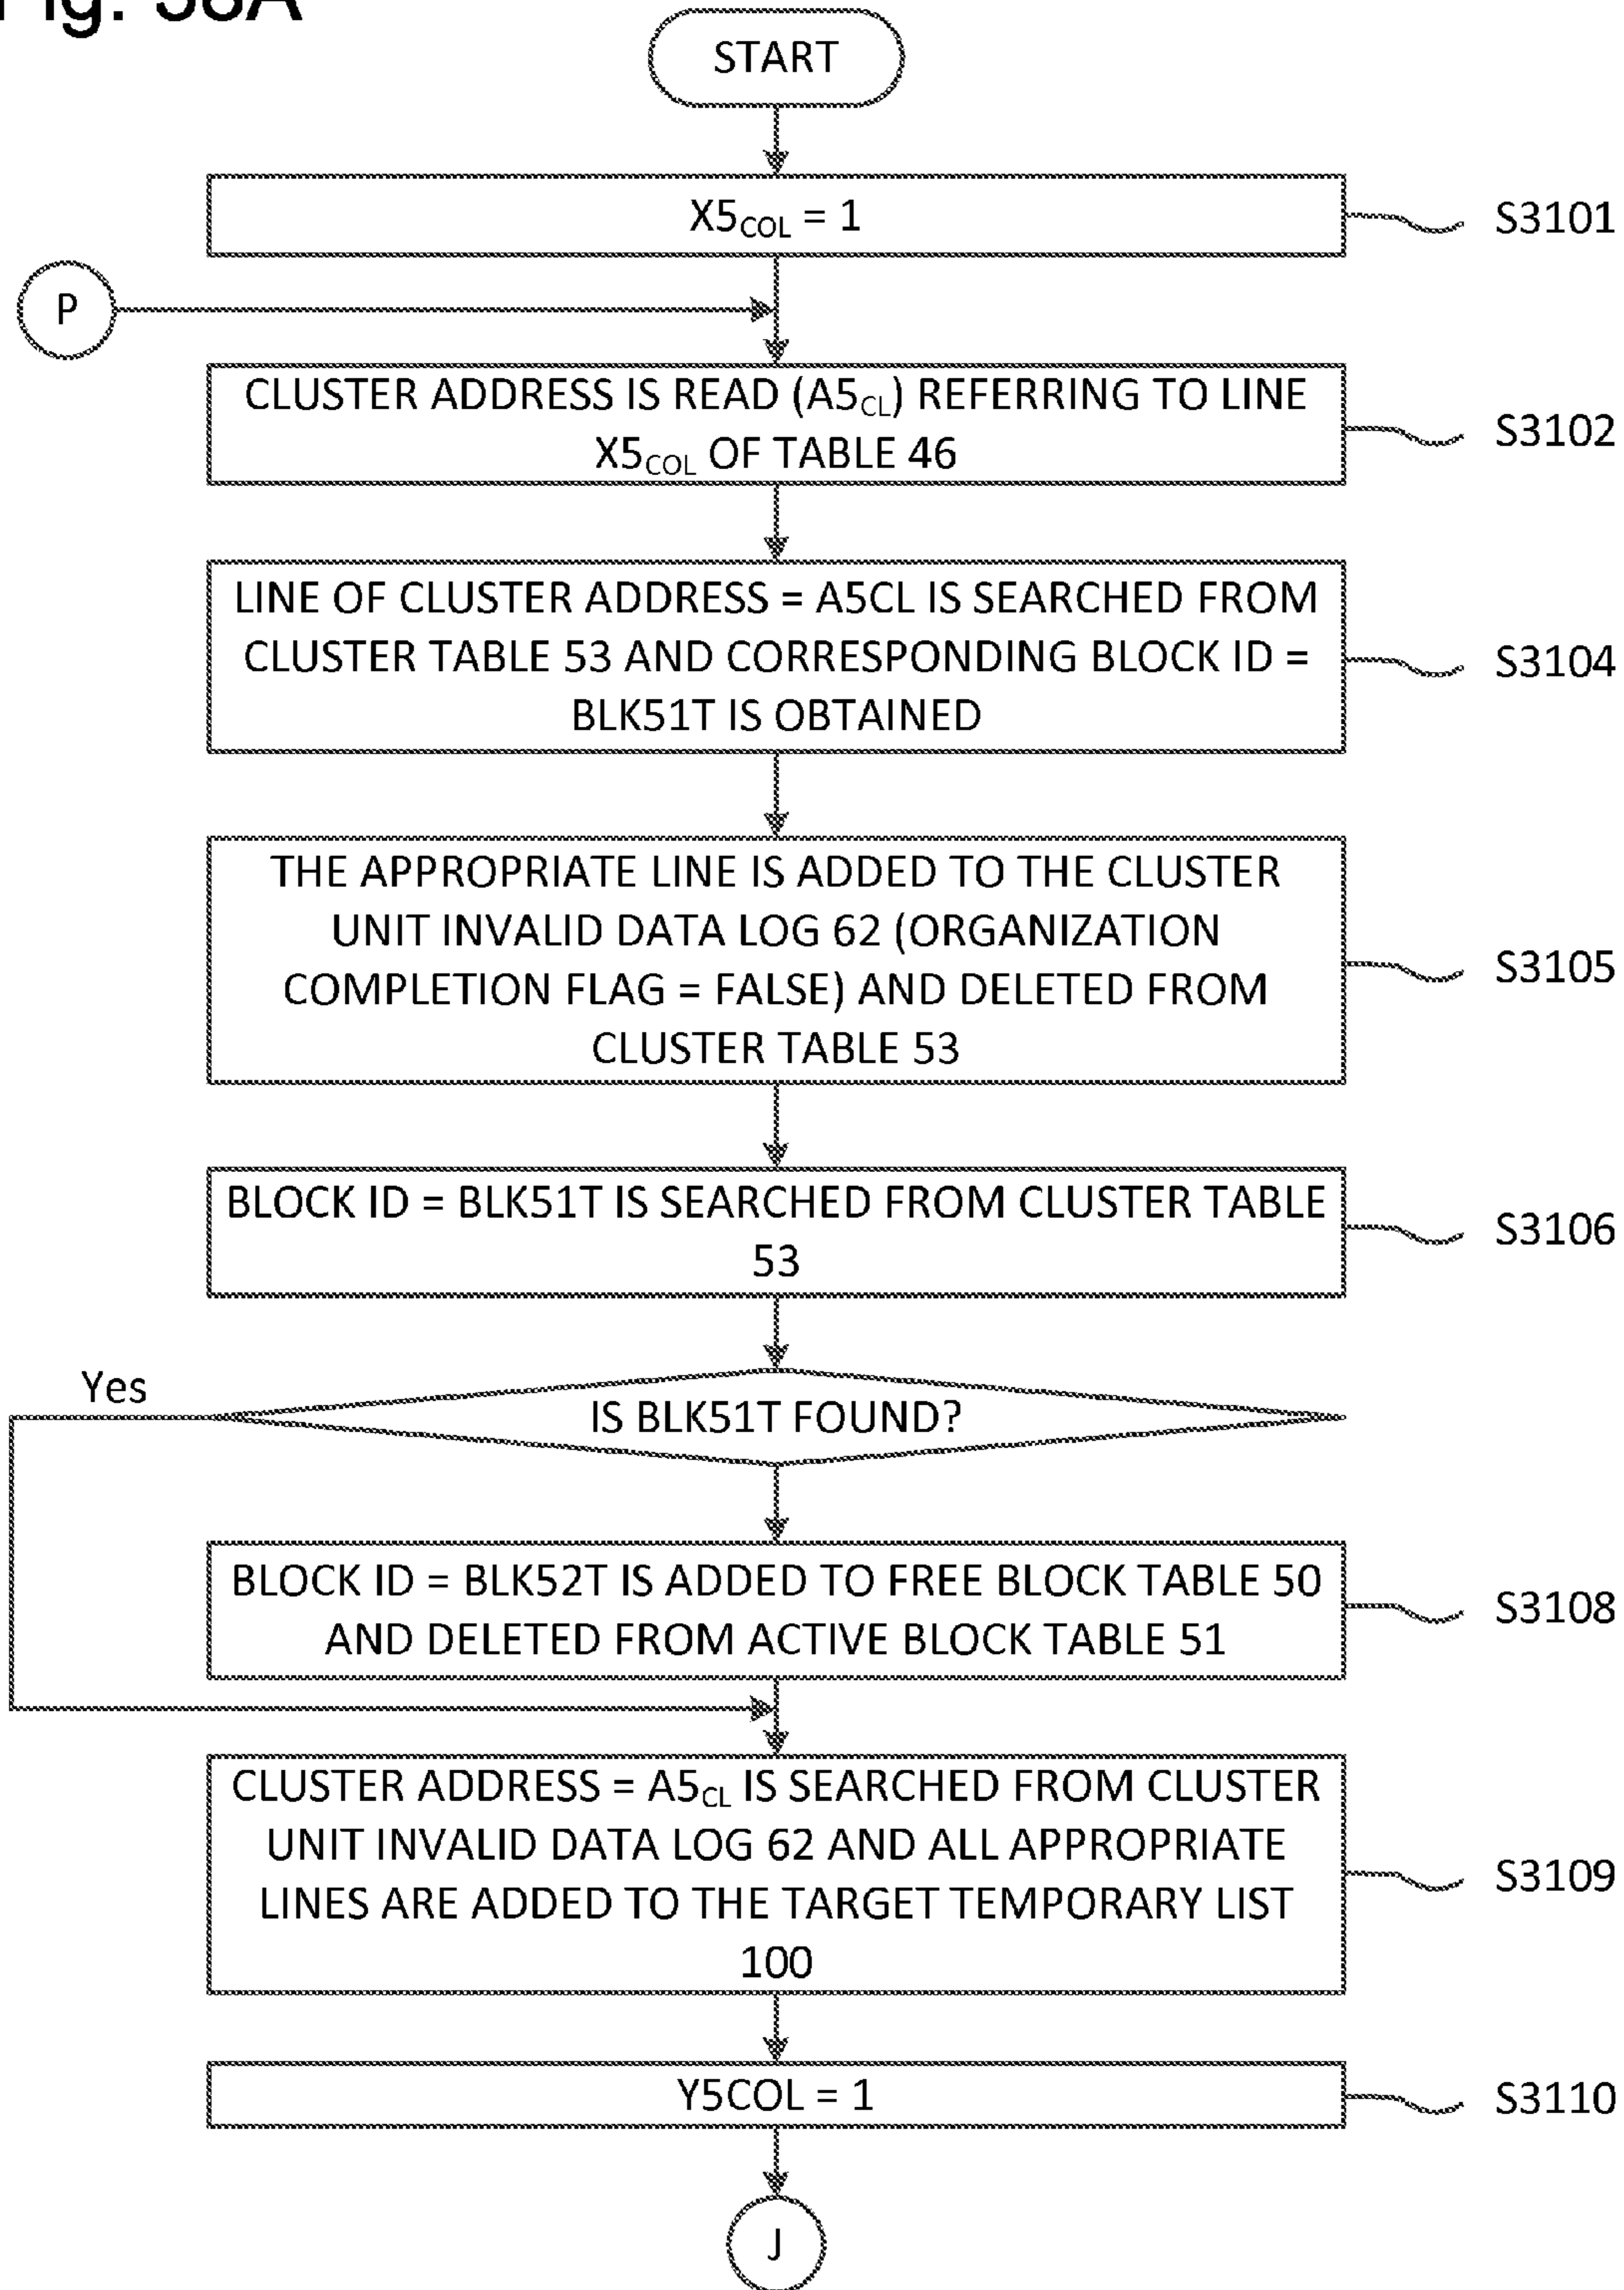 Fig. 38A
START
X5COL = 1
S3101
P
CLUSTER ADDRESS IS READ (A5CL) REFERRING TO LINE
X5COL OF TABLE 46
S3102
LINE OF CLUSTER ADDRESS = A5CL IS SEARCHED FROM
CLUSTER TABLE 53 AND CORRESPONDING BLOCK ID =
BLK51T IS OBTAINED
S3104
THE APPROPRIATE LINE IS ADDED TO THE CLUSTER
UNIT INVALID DATA LOG 62 (ORGANIZATION
COMPLETION FLAG = FALSE) AND DELETED FROM
CLUSTER TABLE 53
S3105
BLOCK ID = BLK51T IS SEARCHED FROM CLUSTER TABLE
53
S3106
Yes
IS BLK51T FOUND?
BLOCK ID = BLK52T IS ADDED TO FREE BLOCK TABLE 50
AND DELETED FROM ACTIVE BLOCK TABLE 51
S3108
CLUSTER ADDRESS = A5CL IS SEARCHED FROM CLUSTER
UNIT INVALID DATA LOG 62 AND ALL APPROPRIATE
LINES ARE ADDED TO THE TARGET TEMPORARY LIST
100
S3109
Y5COL = 1
S3110
J